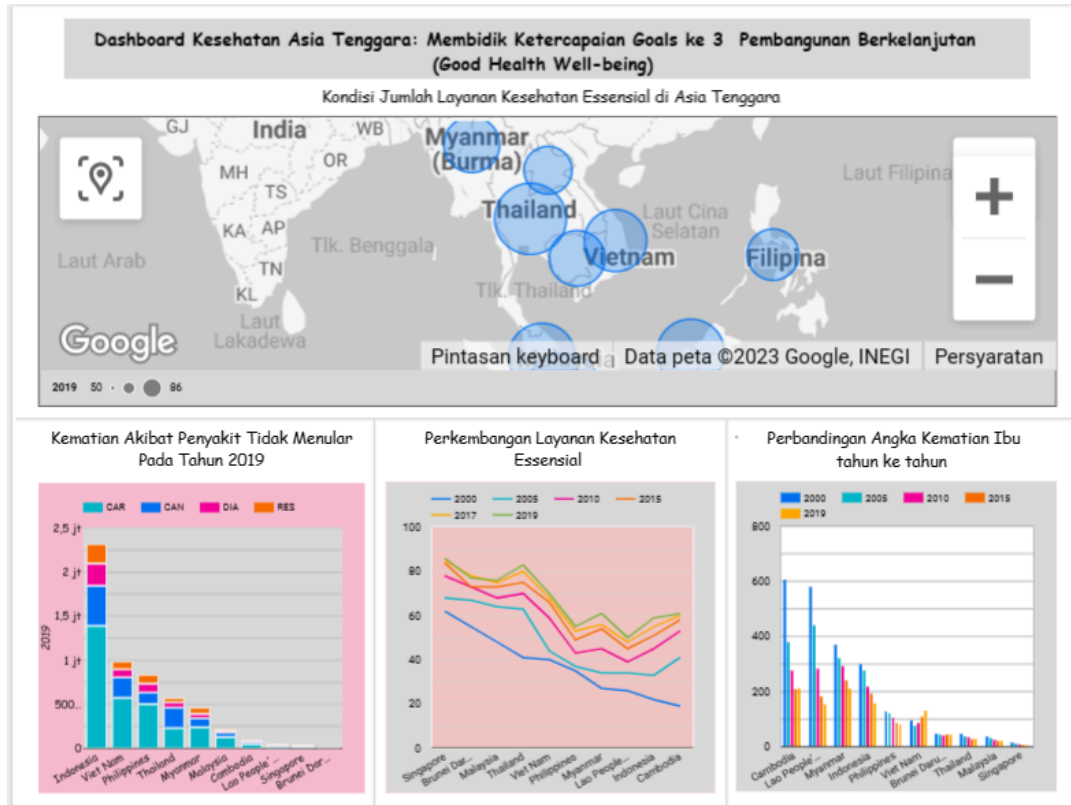 Dashboard Kesehatan Asia Tenggara: Membidik Ketercapaian Goals ke 3 Pembangunan Berkelanjutan
(Good Health Well-being)
Kondisi Jumlah Layanan Kesehatan Essensial di Asia Tenggara
GJ
India
WB
Myanmar
(Burma)
MH
OR
TS
Laut Filipina
Thailand
Laut Cina
Selatan
KA
AP
Tlk. Benggala
Laut Arab
Vietnam
Filipina
TN
KL
Tlk. Thailand
Laut
Lakadewa
Google
Pintasan keyboard
Data peta ©2023 Google, INEGI
Persyaratan
2019 50 86
Kematian Akibat Penyakit Tidak Menular
Pada Tahun 2019
CAR CAN DIA RES
2,5 jt
2 jt
1,5 jt
1 jt
500...
0
2019
Indonesia
Viet Nam
Philippines
Thailand
Myanmar
Malaysia
Cambodia
Lao People'...
Singapore
Brunei Dar...
Perkembangan Layanan Kesehatan
Essensial
2000 2005 2010 2015
2017 2019
100
80
60
40
20
0
Singapore
Brunei Dar...
Malaysia
Thailand
Viet Nam
Philippines
Myanmar
Lao People...
Indonesia
Cambodia
Perbandingan Angka Kematian Ibu
tahun ke tahun
2000 2005 2010 2015
2019
800
600
400
200
0
Cambodia
Lao People'...
Myanmar
Indonesia
Philippines
Viet Nam
Brunei Daru...
Thailand
Malaysia
Singapore